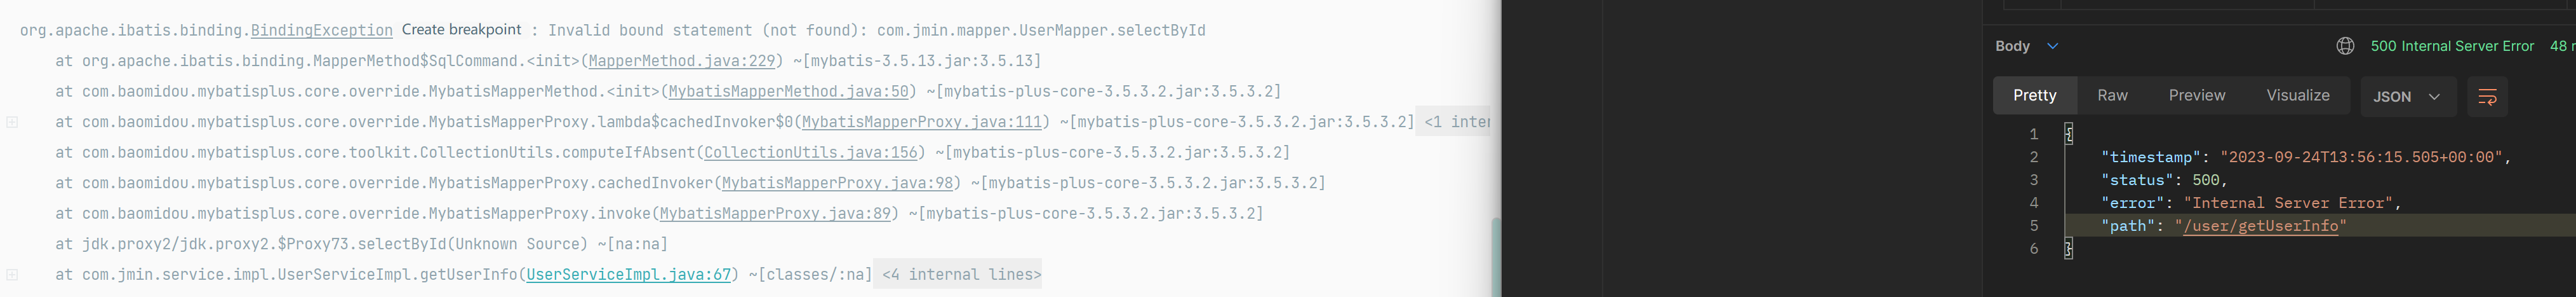 org.apache.ibatis.binding.BindingException Create breakpoint : Invalid bound statement (not found): com.jmin.mapper.UserMapper.selectById
at org.apache.ibatis.binding.MapperMethod$SqlCommand.<init>(MapperMethod.java:229) ~[mybatis-3.5.13.jar:3.5.13]
at com.baomidou.mybatisplus.core.override.MybatisMapperMethod.<init>(MybatisMapperMethod.java:50) ~[mybatis-plus-core-3.5.3.2.jar:3.5.3.2]
at com.baomidou.mybatisplus.core.override.MybatisMapperProxy.lambda$cachedInvoker$0(MybatisMapperProxy.java:111) ~[mybatis-plus-core-3.5.3.2.jar:3.5.3.2] <1 inter
at com.baomidou.mybatisplus.core.toolkit.CollectionUtils.computeIfAbsent(CollectionUtils.java:156) ~[mybatis-plus-core-3.5.3.2.jar:3.5.3.2]
at com.baomidou.mybatisplus.core.override.MybatisMapperProxy.cachedInvoker(MybatisMapperProxy.java:98) ~[mybatis-plus-core-3.5.3.2.jar:3.5.3.2]
at com.baomidou.mybatisplus.core.override.MybatisMapperProxy.invoke(MybatisMapperProxy.java:89) ~[mybatis-plus-core-3.5.3.2.jar:3.5.3.2]
at jdk.proxy2/jdk.proxy2.$Proxy73.selectById(Unknown Source) ~[na:na]
at com.jmin.service.impl.UserServiceImpl.getUserInfo(UserServiceImpl.java:67) ~[classes/:na] <4 internal lines>
Body 500 Internal Server Error 48
Pretty Raw Preview Visualize JSON
1 {
2 "timestamp": "2023-09-24T13:56:15.505+00:00",
3 "status": 500,
4 "error": "Internal Server Error",
5 "path": "/user/getUserInfo"
6 }